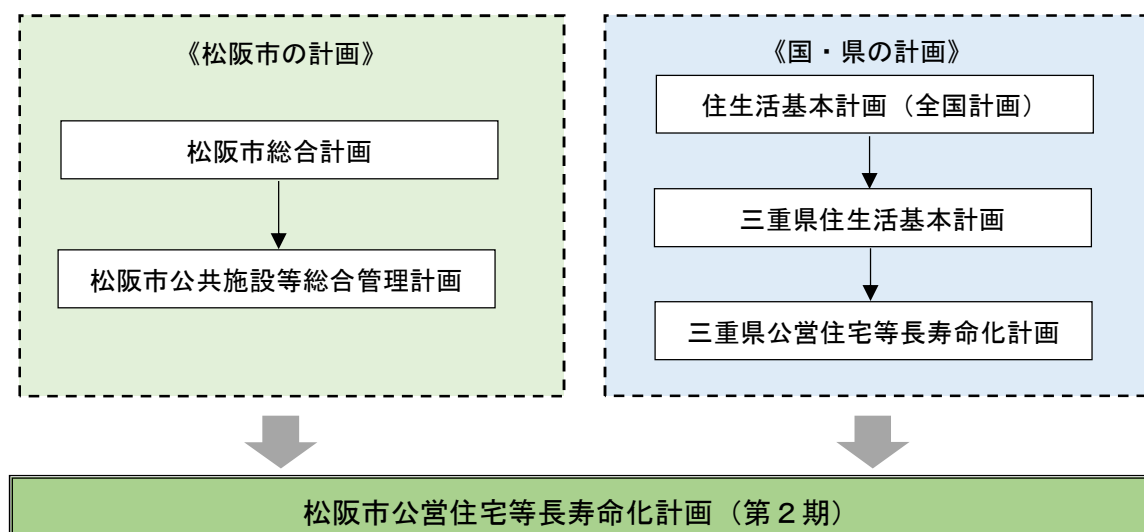 《松阪市の計画》
松阪市総合計画
松阪市公共施設等総合管理計画
《国・県の計画》
住生活基本計画（全国計画）
三重県住生活基本計画
三重県公営住宅等長寿命化計画
松阪市公営住宅等長寿命化計画（第２期）